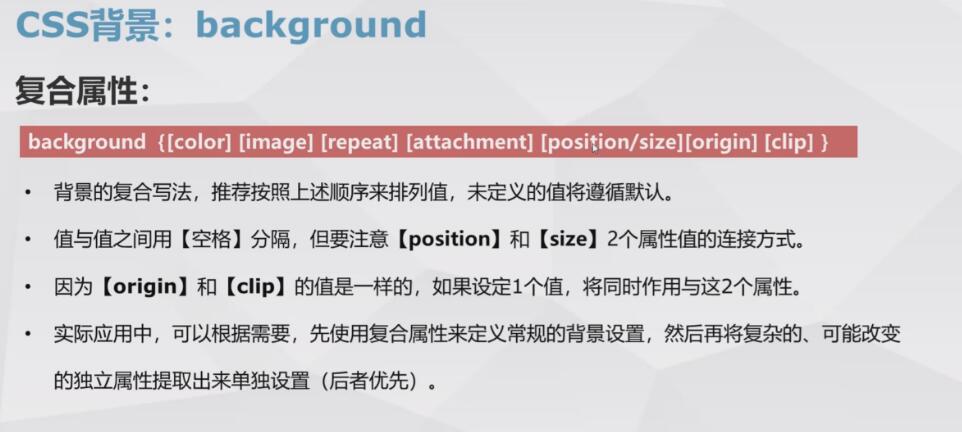 CSS背景：background
复合属性：
background {[color] [image] [repeat] [attachment] [position/size][origin] [clip] }
• 背景的复合写法，推荐按照上述顺序来排列值，未定义的值将遵循默认。
• 值与值之间用【空格】分隔，但要注意【position】和【size】2个属性值的连接方式。
• 因为【origin】和【clip】的值是一样的，如果设定1个值，将同时作用与这2个属性。
• 实际应用中，可以根据需要，先使用复合属性来定义常规的背景设置，然后再将复杂的、可能改变
的独立属性提取出来单独设置（后者优先）。